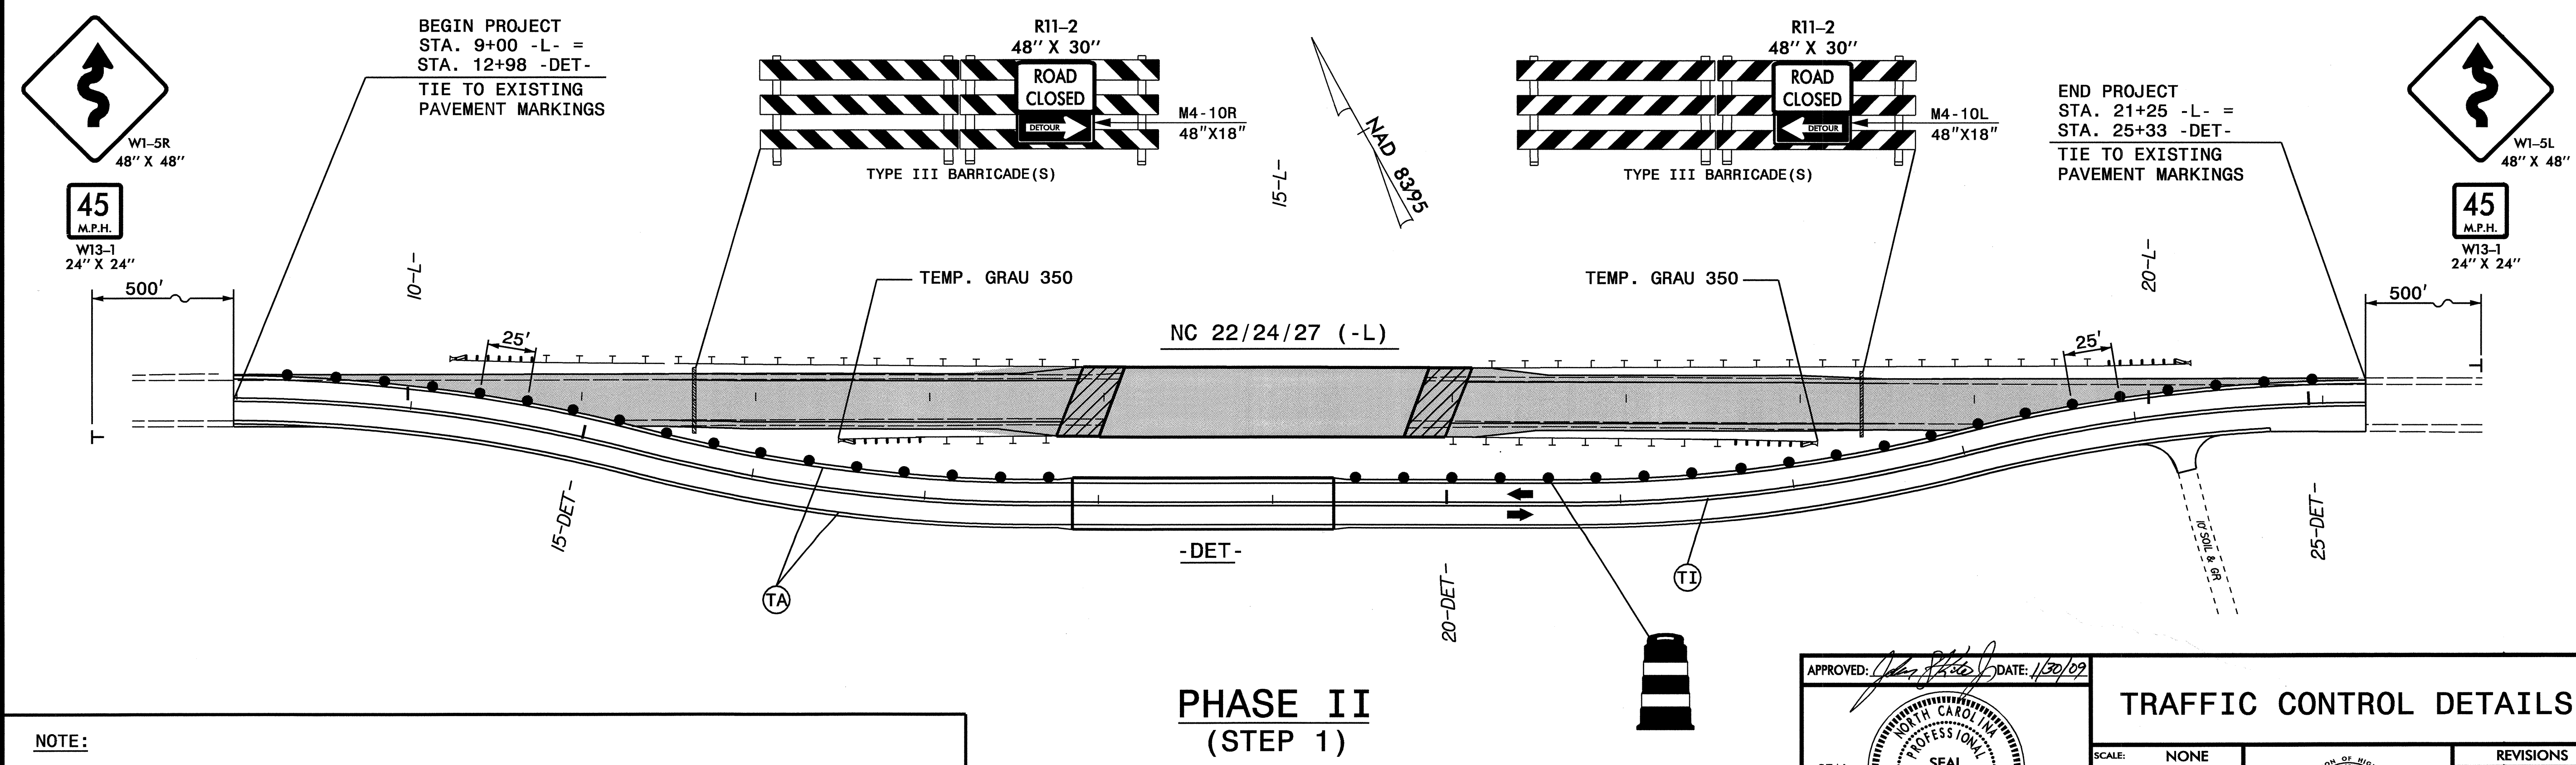 BEGIN PROJECT
STA. 9+00 -L- =
STA. 12+98 -DET-
TIE TO EXISTING
PAVEMENT MARKINGS
W1-5R
48" X 48"
45
M.P.H.
W13-1
24" X 24"
R11-2
48" X 30"
ROAD
CLOSED
DETOUR
M4-10R
48"X18"
TYPE III BARRICADE(S)
15-L-
NAD 83/95
R11-2
48" X 30"
ROAD
CLOSED
DETOUR
M4-10L
48"X18"
TYPE III BARRICADE(S)
END PROJECT
STA. 21+25 -L- =
STA. 25+33 -DET-
TIE TO EXISTING
PAVEMENT MARKINGS
W1-5L
48" X 48"
45
M.P.H.
W13-1
24" X 24"
500'
10-L-
25'
TEMP. GRAU 350
NC 22/24/27 (-L)
TEMP. GRAU 350
25'
20-L-
500'
15-DET-
TA
-DET-
20-DET-
TI
10' SOIL & GR
25-DET-
PHASE II
(STEP 1)
NOTE:
APPROVED:
DATE: 1/30/09
NORTH CAROLINA
PROFESSIONAL
SEAL
TRAFFIC CONTROL DETAILS
SCALE: NONE
REVISIONS